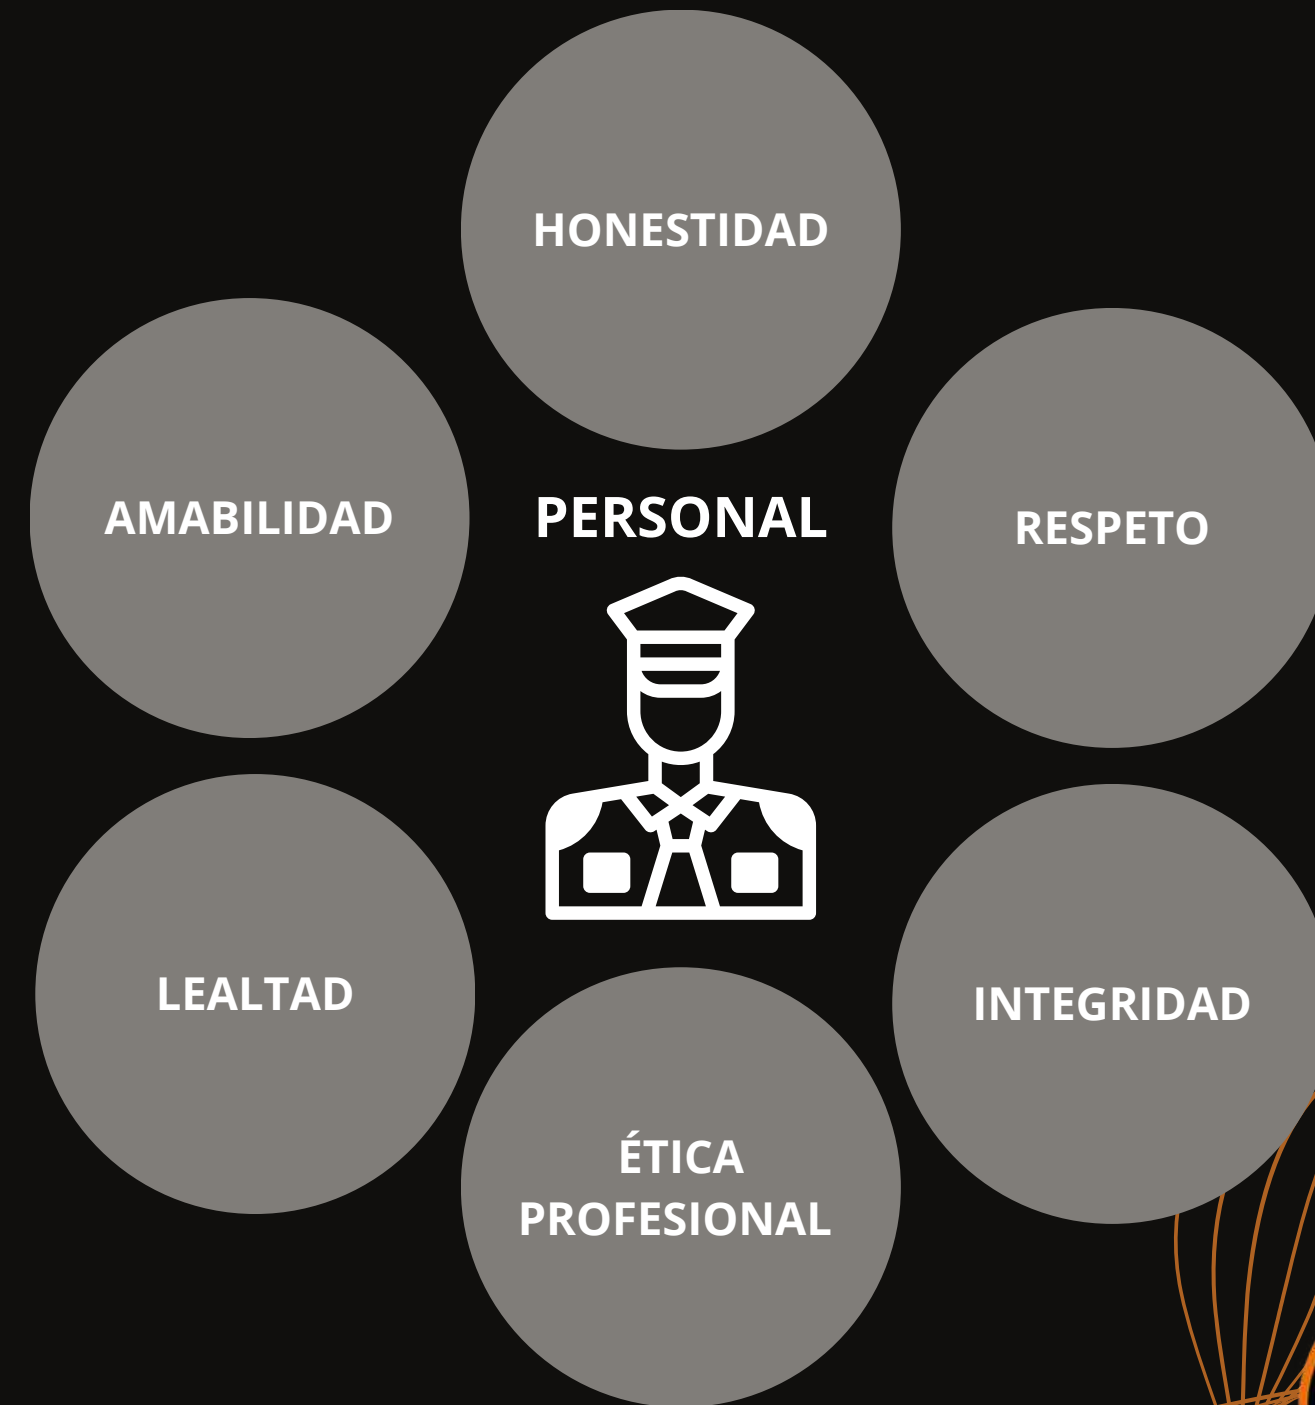 HONESTIDAD
AMABILIDAD
PERSONAL
RESPETO
LEALTAD
INTEGRIDAD
ÉTICA
PROFESIONAL